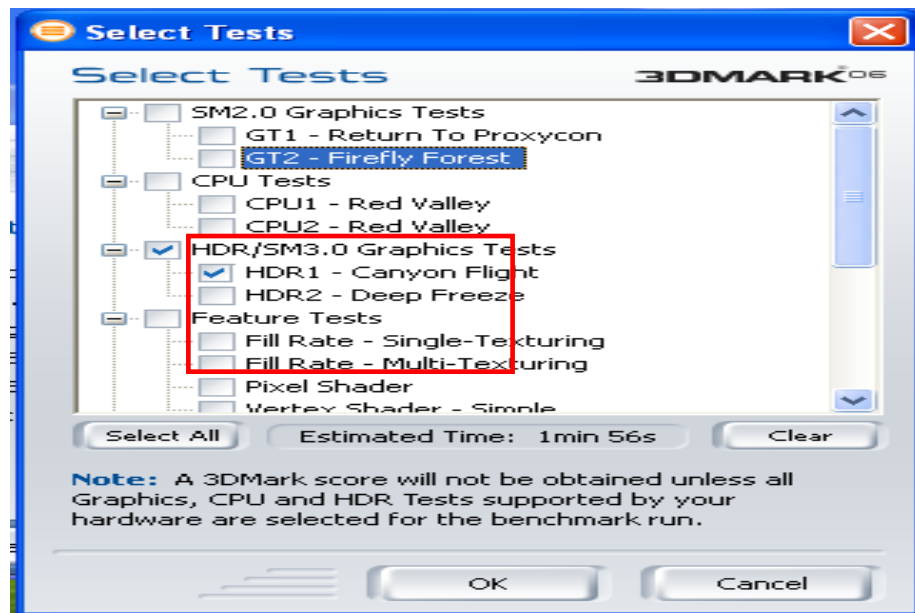 Select Tests
Select Tests 3DMARK®06
SM2.0 Graphics Tests
GT1 - Return To Proxycon
GT2 - Firefly Forest
CPU Tests
CPU1 - Red Valley
CPU2 - Red Valley
HDR/SM3.0 Graphics Tests
HDR1 - Canyon Flight
HDR2 - Deep Freeze
Feature Tests
Fill Rate - Single-Texturing
Fill Rate - Multi-Texturing
Pixel Shader
Vertex Shader - Simple
Select All Estimated Time: 1min 56s Clear
Note: A 3DMark score will not be obtained unless all
Graphics, CPU and HDR Tests supported by your
hardware are selected for the benchmark run.
OK Cancel